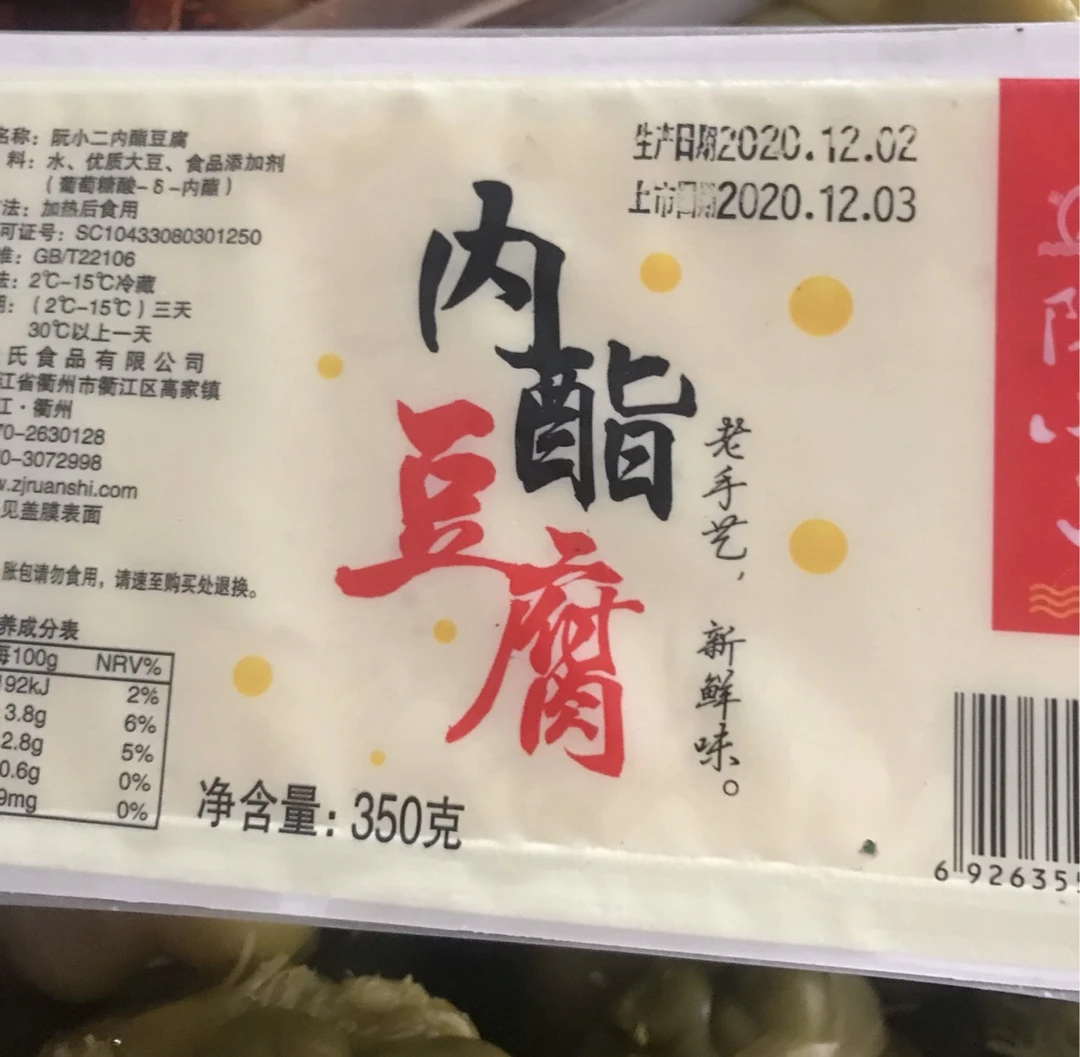 名称：阮小二内酯豆腐
料：水、优质大豆、食品添加剂
（葡萄糖酸-δ-内酯）
法：加热后食用
可证号：SC10433080301250
准：GB/T22106
法：2℃-15℃冷藏
期：（2℃-15℃）三天
30℃以上一天
氏食品有限公司
江省衢州市衢江区高家镇
江·衢州
70-2630128
0-3072998
w.zjruanshi.com
见盖膜表面
胀包请勿食用，请速至购买处退换。
养成分表
每100g NRV%
192kJ 2%
3.8g 6%
2.8g 5%
0.6g 0%
9mg 0%
净含量：350克
生产日期2020.12.02
上市日期2020.12.03
内酯
豆腐
老手艺，新鲜味。
阮小二
6 926355